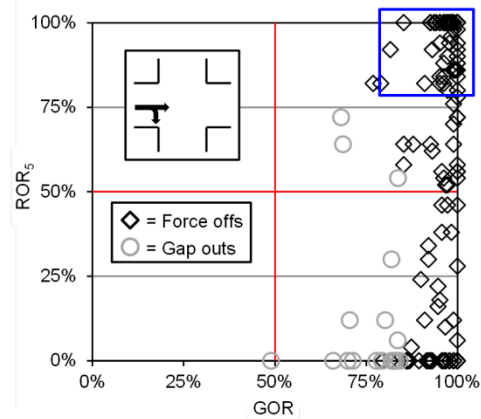 100%
75%
ROR5
50%
= Force offs
= Gap outs
25%
0%
0% 25% 50% 75% 100%
GOR